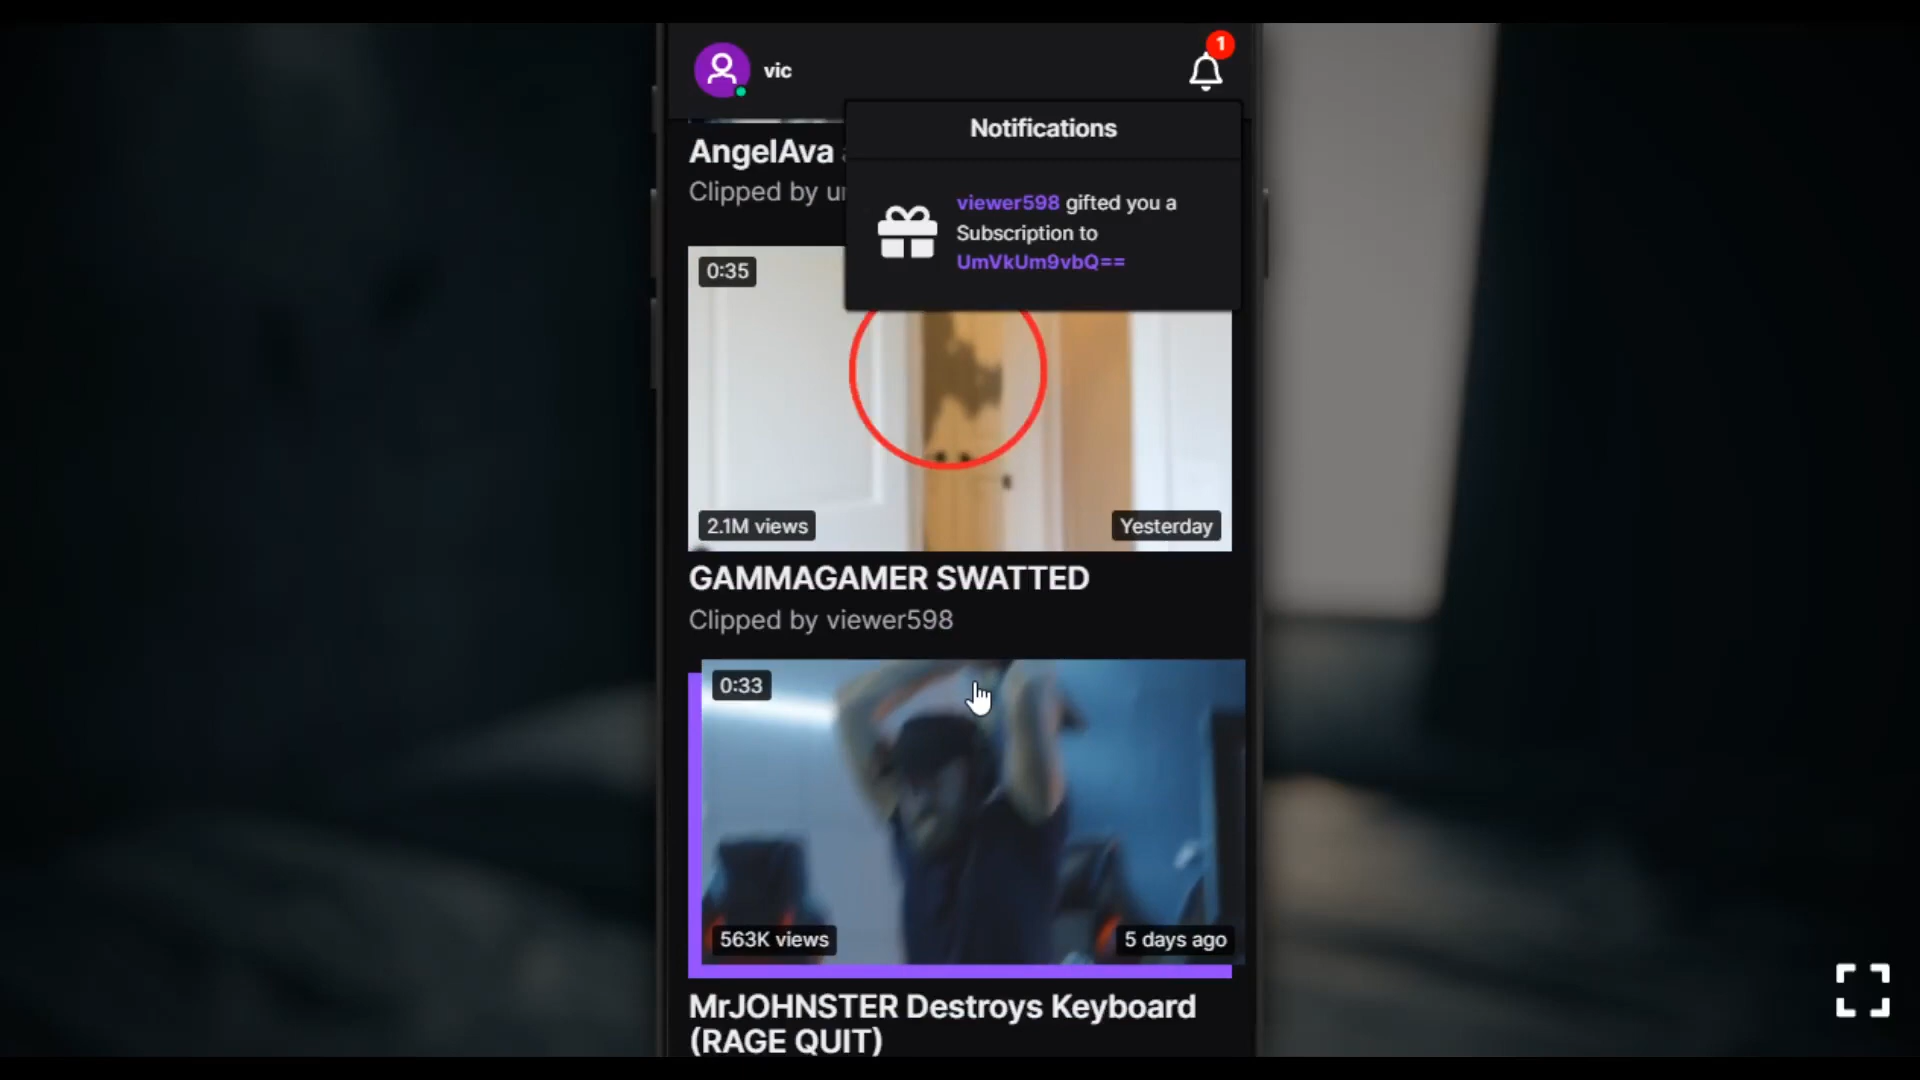 vic
1
Notifications
AngelAva
Clipped by
viewer598 gifted you a
Subscription to
UmVkUm9vbQ==
0:35
2.1M views
Yesterday
GAMMAGAMER SWATTED
Clipped by viewer598
0:33
563K views
5 days ago
MrJOHNSTER Destroys Keyboard
(RAGE QUIT)